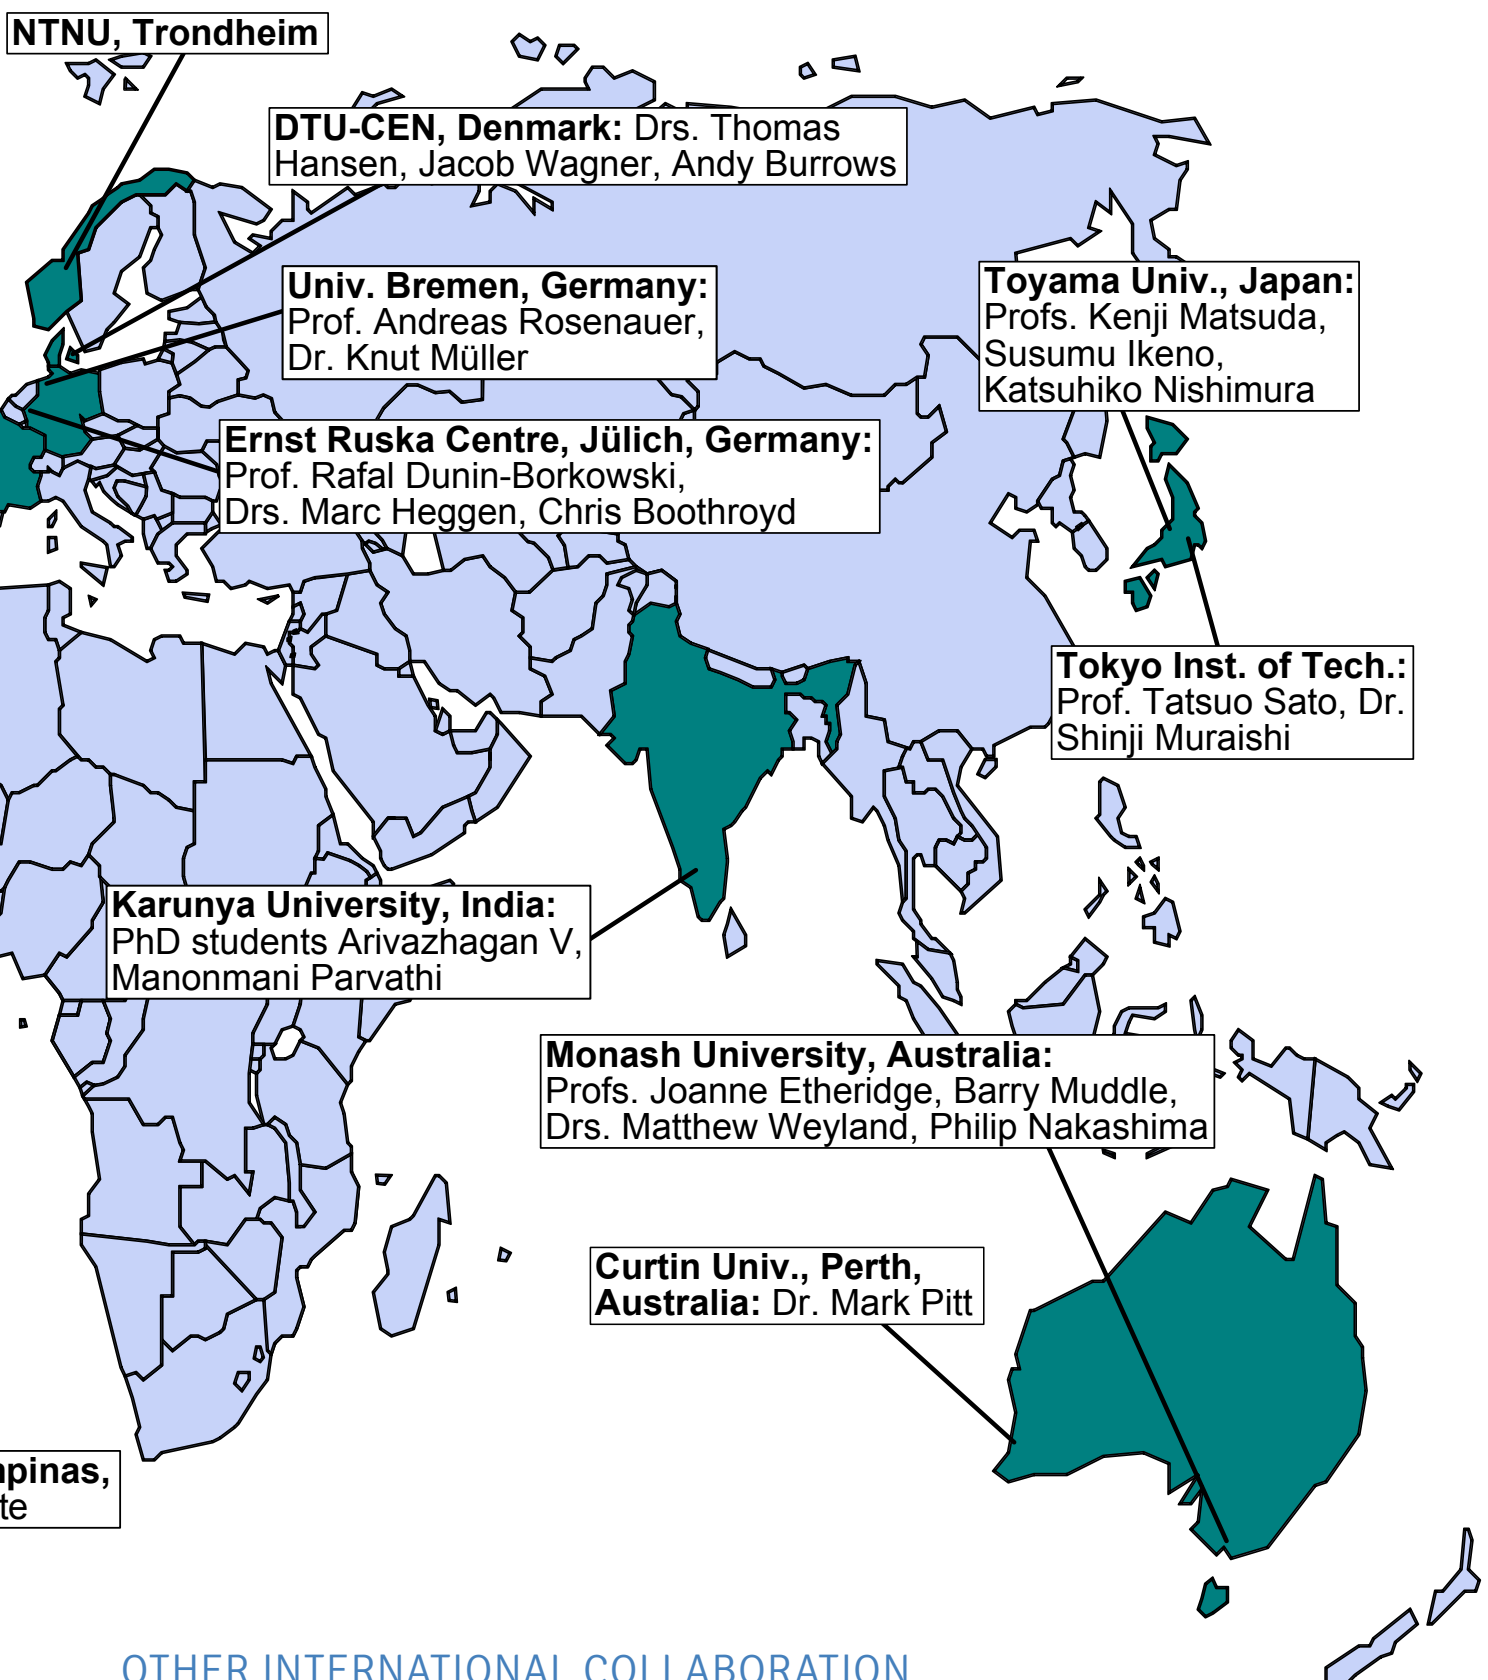 NTNU, Trondheim
DTU-CEN, Denmark: Drs. Thomas
Hansen, Jacob Wagner, Andy Burrows
Univ. Bremen, Germany:
Prof. Andreas Rosenauer,
Dr. Knut Müller
Toyama Univ., Japan:
Profs. Kenji Matsuda,
Susumu Ikeno,
Katsuhiko Nishimura
Ernst Ruska Centre, Jülich, Germany:
Prof. Rafal Dunin-Borkowski,
Drs. Marc Heggen, Chris Boothroyd
Tokyo Inst. of Tech.:
Prof. Tatsuo Sato, Dr.
Shinji Muraishi
Karunya University, India:
PhD students Arivazhagan V,
Manonmani Parvathi
Monash University, Australia:
Profs. Joanne Etheridge, Barry Muddle,
Drs. Matthew Weyland, Philip Nakashima
Curtin Univ., Perth,
Australia: Dr. Mark Pitt
pinas,
te
OTHER INTERNATIONAL COLLABORATION